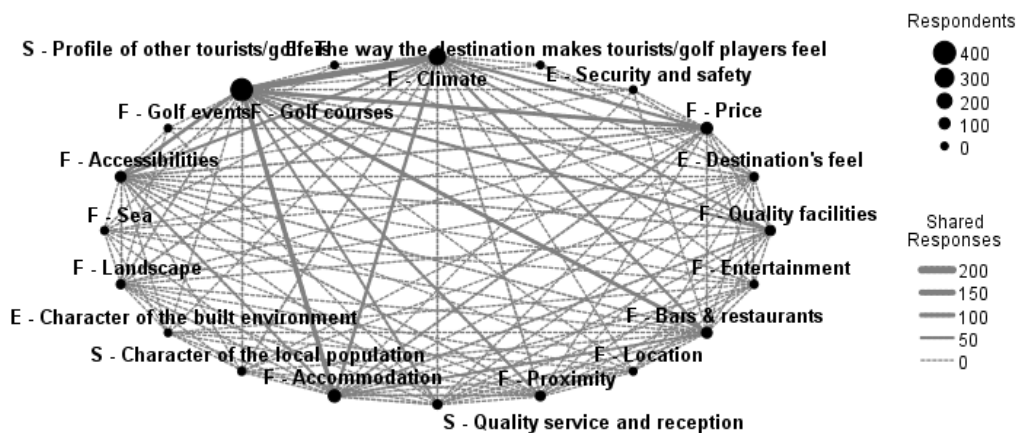 Respondents
400
300
200
100
0
S - Profile of other tourists/golfers
E - The way the destination makes tourists/golf players feel
F - Climate
E - Security and safety
F - Golf events
F - Golf courses
F - Price
F - Accessibilities
E - Destination's feel
F - Sea
F - Quality facilities
Shared
Responses
200
150
100
50
0
F - Landscape
F - Entertainment
E - Character of the built environment
F - Bars & restaurants
S - Character of the local population
F - Location
F - Accommodation
F - Proximity
S - Quality service and reception